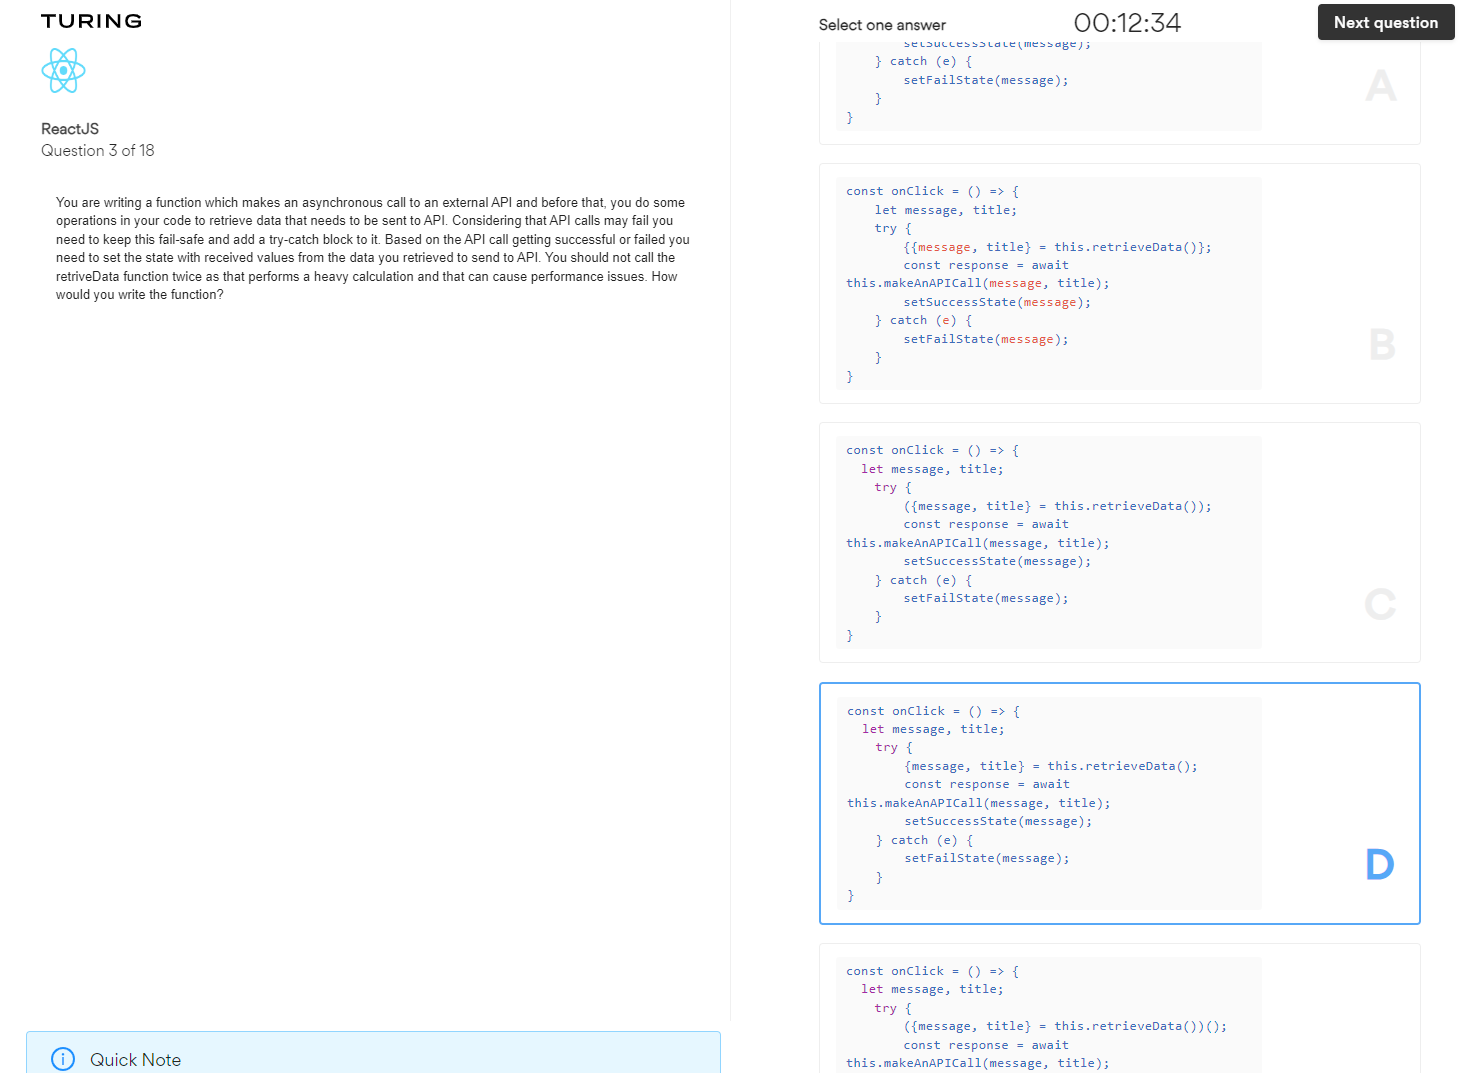 TURING
ReactJS
Question 3 of 18
You are writing a function which makes an asynchronous call to an external API and before that, you do some
operations in your code to retrieve data that needs to be sent to API. Considering that API calls may fail you
need to keep this fail-safe and add a try-catch block to it. Based on the API call getting successful or failed you
need to set the state with received values from the data you retrieved to send to API. You should not call the
retriveData function twice as that performs a heavy calculation and that can cause performance issues. How
would you write the function?
Quick Note
Select one answer
00:12:34
Next question
setSuccessState(message);
} catch (e) {
setFailState(message);
}
}
A
const onClick = () => {
let message, title;
try {
{{message, title} = this.retrieveData()};
const response = await
this.makeAnAPICall(message, title);
setSuccessState(message);
} catch (e) {
setFailState(message);
}
}
B
const onClick = () => {
let message, title;
try {
({message, title} = this.retrieveData());
const response = await
this.makeAnAPICall(message, title);
setSuccessState(message);
} catch (e) {
setFailState(message);
}
}
C
const onClick = () => {
let message, title;
try {
{message, title} = this.retrieveData();
const response = await
this.makeAnAPICall(message, title);
setSuccessState(message);
} catch (e) {
setFailState(message);
}
}
D
const onClick = () => {
let message, title;
try {
({message, title} = this.retrieveData())();
const response = await
this.makeAnAPICall(message, title);